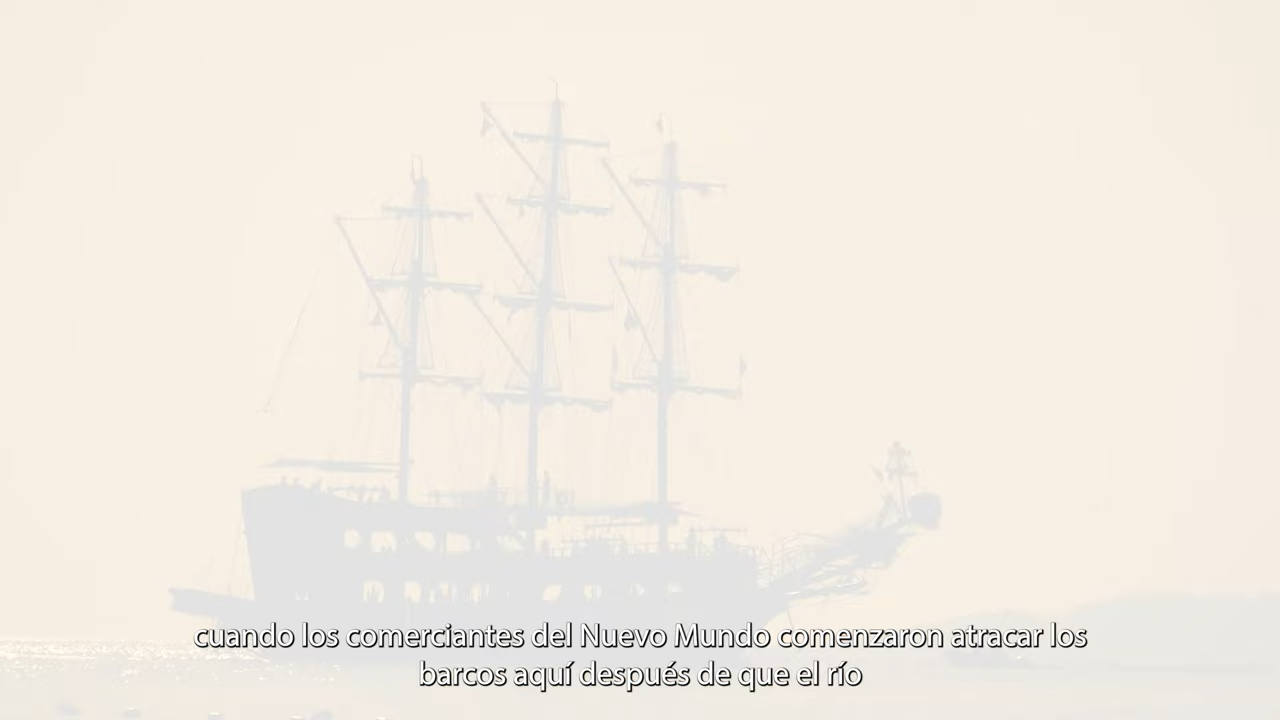 cuando los comerciantes del Nuevo Mundo comenzaron atracar los
barcos aquí después de que el río